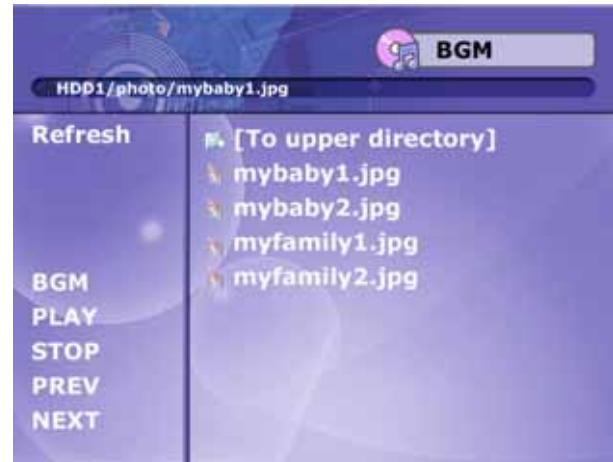 BGM
HDD1/photo/mybaby1.jpg
Refresh
[To upper directory]
mybaby1.jpg
mybaby2.jpg
myfamily1.jpg
myfamily2.jpg
BGM
PLAY
STOP
PREV
NEXT